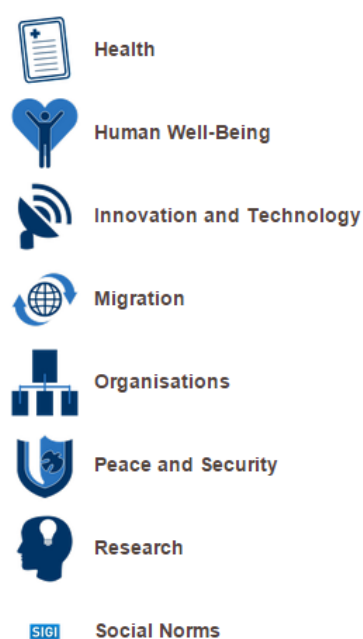 Health
Human Well-Being
Innovation and Technology
Migration
Organisations
Peace and Security
Research
SIGI Social Norms